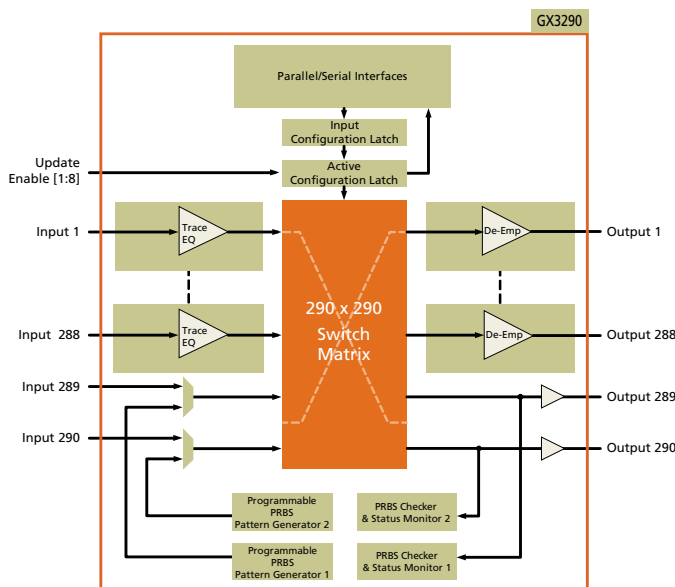 GX3290
Parallel/Serial Interfaces
Input
Configuration Latch
Update
Enable [1:8]
Active
Configuration Latch
Input 1
Trace
EQ
De-Emp
Output 1
290 x 290
Switch
Matrix
Input 288
Trace
EQ
De-Emp
Output 288
Input 289
Output 289
Input 290
Output 290
Programmable
PRBS
Pattern Generator 2
PRBS Checker
& Status Monitor 2
Programmable
PRBS
Pattern Generator 1
PRBS Checker
& Status Monitor 1